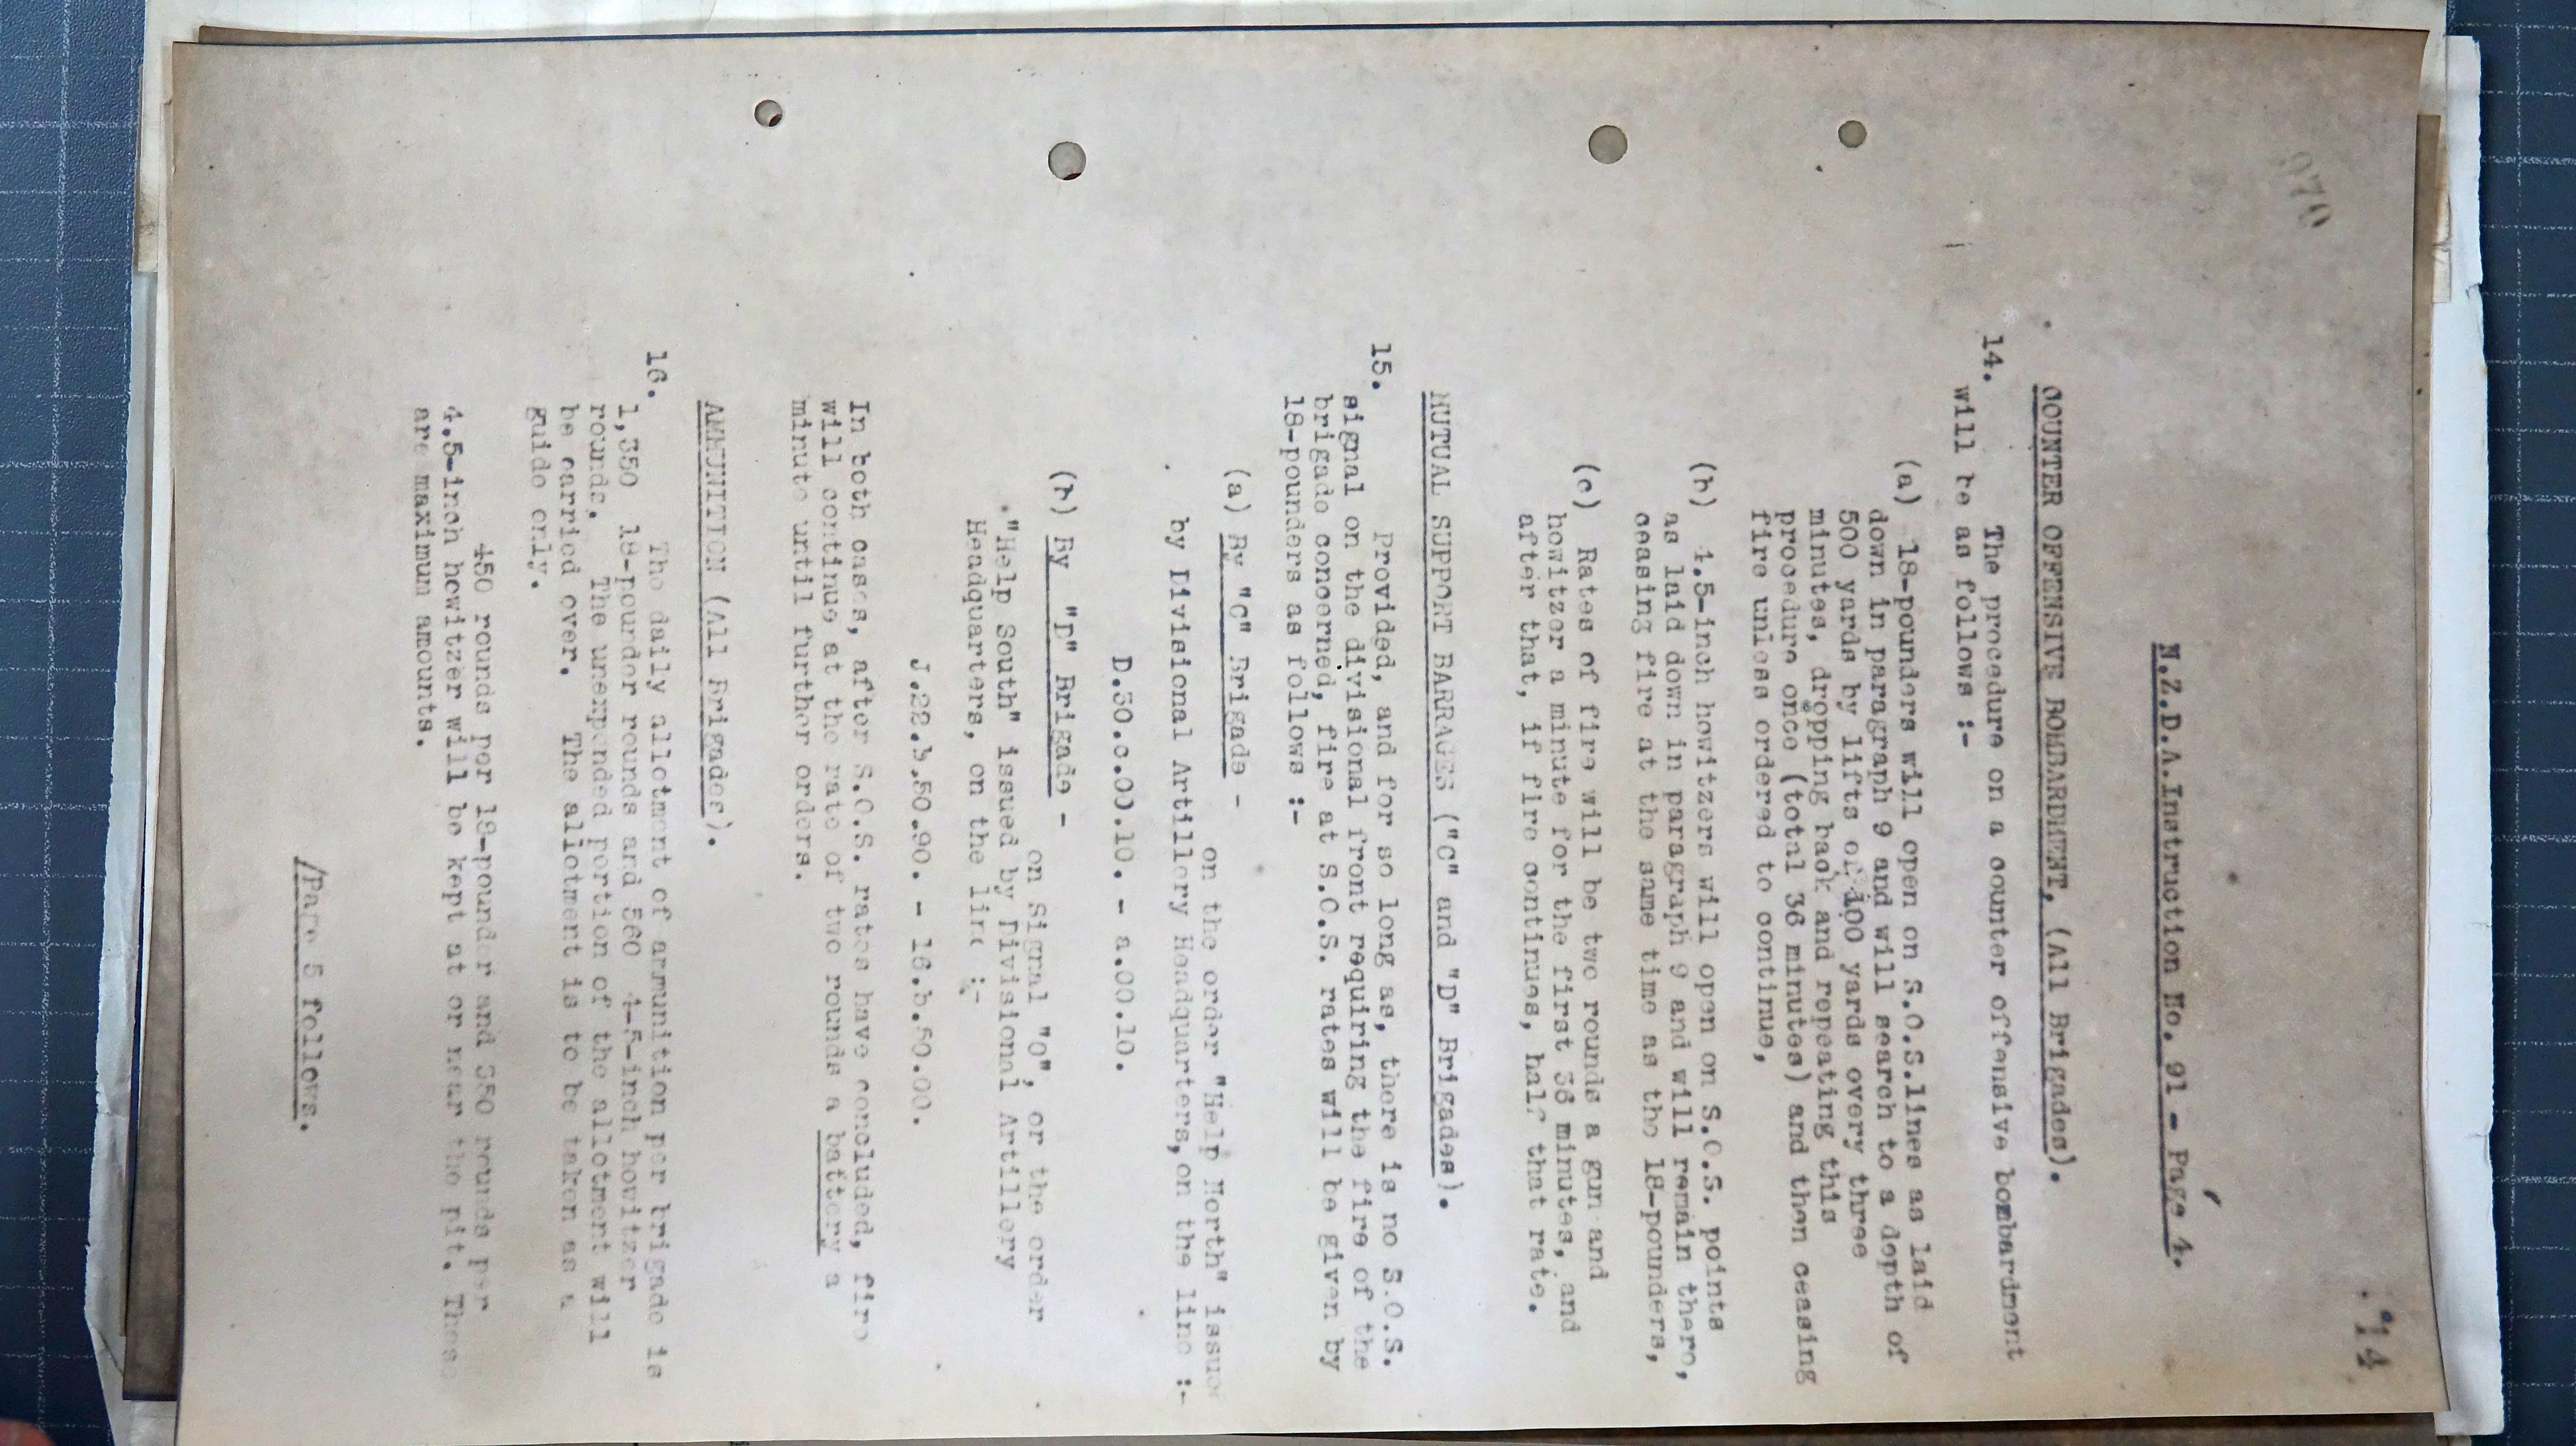 14
0970
N.Z.D.A.Instruction No. 91 - Page 4.
COUNTER OFFENSIVE BOMBARDMENT, (All Brigades).
14. The procedure on a counter offensive bombardment
will be as follows :-
(a) 18-pounders will open on S.O.S.lines as laid
down in paragraph 9 and will search to a depth of
500 yards by lifts of 100 yards every three
minutes, dropping back and repeating this
procedure once (total 36 minutes) and then ceasing
fire unless ordered to continue,
(b) 4.5-inch howitzers will open on S.O.S. points
as laid down in paragraph 9 and will remain there,
ceasing fire at the same time as the 18-pounders,
(c) Rates of fire will be two rounds a gun and
howitzer a minute for the first 36 minutes, and
after that, if fire continues, half that rate.
MUTUAL SUPPORT BARRAGES ("C" and "D" Brigades).
15. Provided, and for so long as, there is no S.O.S.
signal on the divisional front requiring the fire of the
brigade concerned, fire at S.O.S. rates will be given by
18-pounders as follows :-
(a) By "C" Brigade -
on the order "Help North" issued
by Divisional Artillery Headquarters, on the line :-
D.30.c.00.10. - a.00.10.
(b) By "D" Brigade -
on Signal "O", or the order
"Help South" issued by Divisional Artillery
Headquarters, on the line :-
J.22.b.50.90. - 16.b.50.00.
In both cases, after S.O.S. rates have concluded, fire
will continue at the rate of two rounds a battery a
minute until further orders.
AMMUNITION (All Brigades).
16. The daily allotment of ammunition per brigade is
1,350 18-pounder rounds and 560 4-5-inch howitzer
rounds. The unexpended portion of the allotment will
be carried over. The allotment is to be taken as a
guide only.
450 rounds per 18-pounder and 350 rounds per
4.5-inch howitzer will be kept at or near the pit. These
are maximum amounts.
/Page 5 follows.